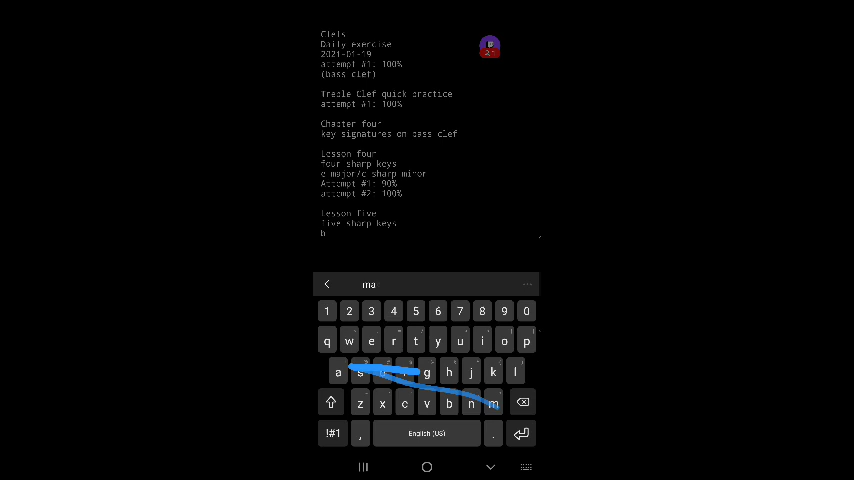 Clefs
Daily exercise
2021-01-19
attempt #1: 100%
(bass clef)
Treble Clef quick practice
attempt #1: 100%
Chapter four
key signatures on bass clef
Lesson four
four sharp keys
e major/c sharp minor
Attempt #1: 90%
attempt #2: 100%
Lesson five
five sharp keys
b
ma
1 2 3 4 5 6 7 8 9 0
q w e r t y u i o p
a s g h j k l
z x c v b n m
!#1 , English (US) .